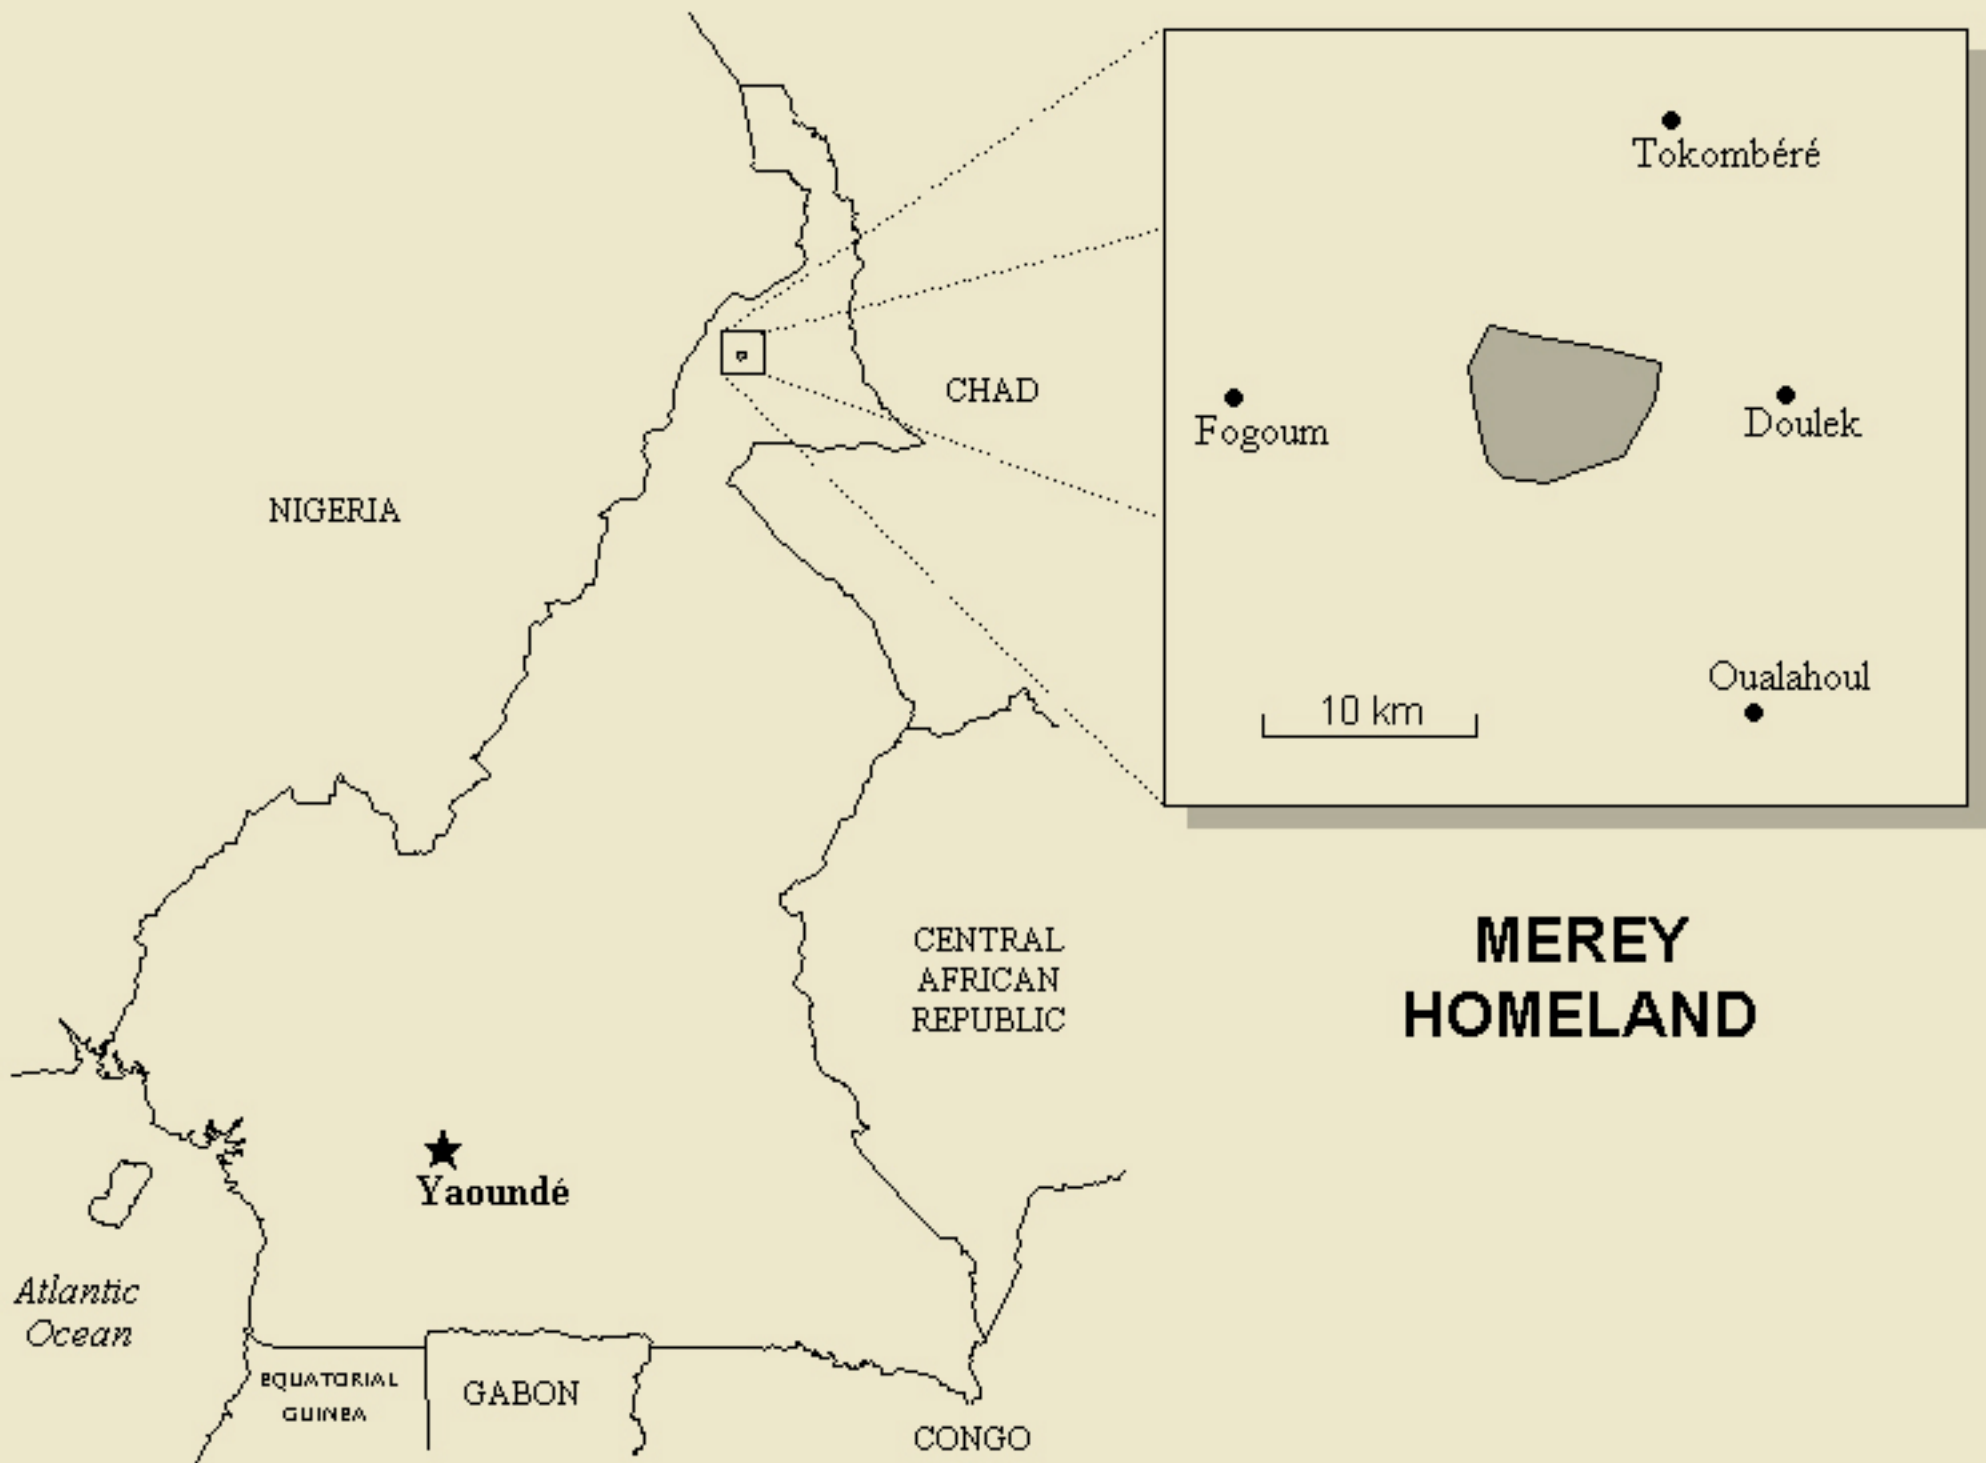 Tokombéré
Fogoum
Doulek
Oualahoul
10 km
CHAD
NIGERIA
CENTRAL
AFRICAN
REPUBLIC
MEREY
HOMELAND
Yaoundé
Atlantic
Ocean
EQUATORIAL
GUINEA
GABON
CONGO